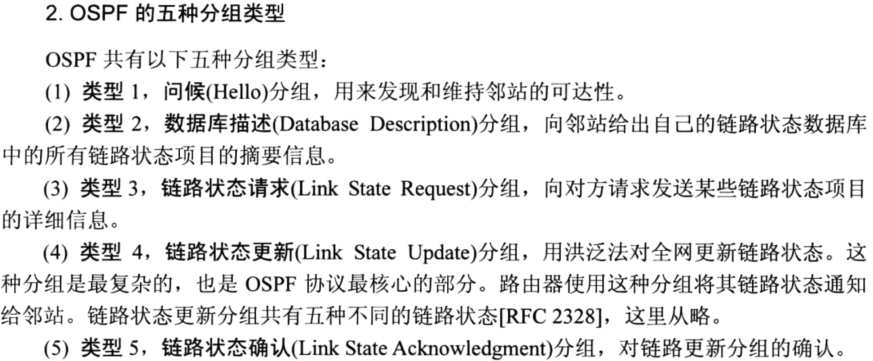 2. OSPF 的五种分组类型
OSPF 共有以下五种分组类型：
(1) 类型 1，问候(Hello)分组，用来发现和维持邻站的可达性。
(2) 类型 2，数据库描述(Database Description)分组，向邻站给出自己的链路状态数据库
中的所有链路状态项目的摘要信息。
(3) 类型 3，链路状态请求(Link State Request)分组，向对方请求发送某些链路状态项目
的详细信息。
(4) 类型 4，链路状态更新(Link State Update)分组，用洪泛法对全网更新链路状态。这
种分组是最复杂的，也是 OSPF 协议最核心的部分。路由器使用这种分组将其链路状态通知
给邻站。链路状态更新分组共有五种不同的链路状态[RFC 2328]，这里从略。
(5) 类型 5，链路状态确认(Link State Acknowledgment)分组，对链路更新分组的确认。